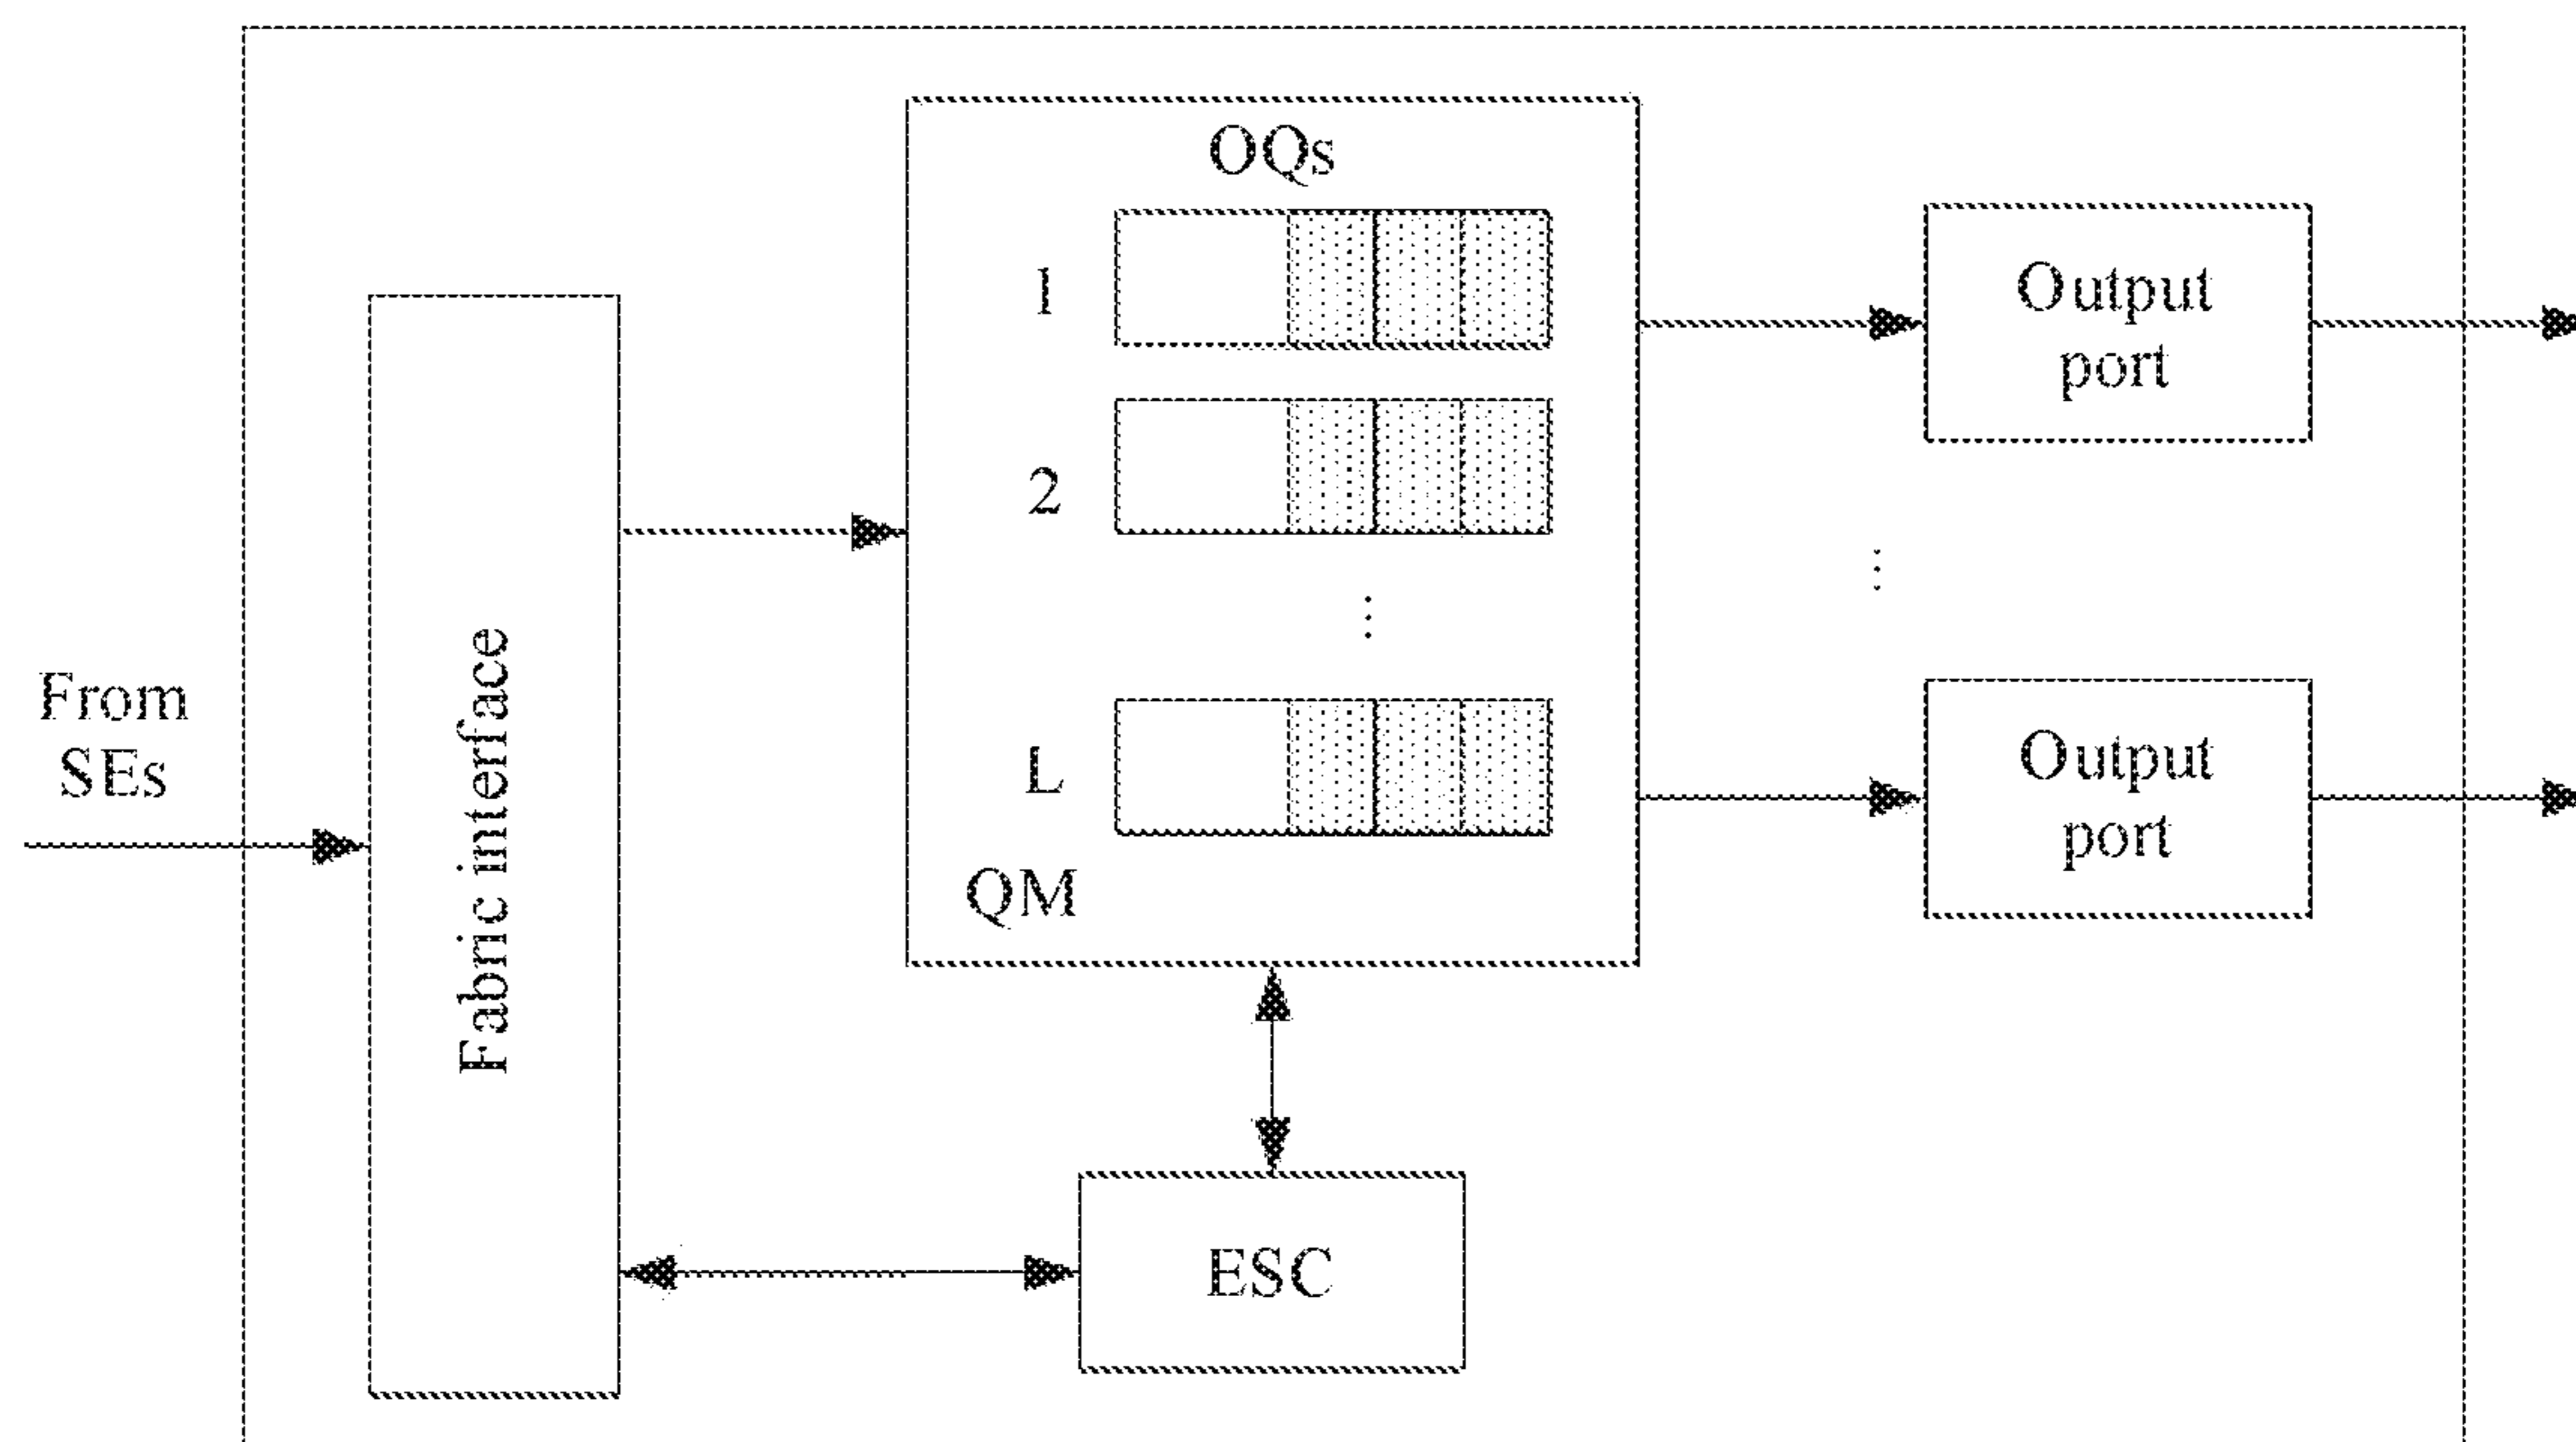 OQs
1
Output
port
2
From
SEs
Fabric interface
L
Output
port
QM
ESC